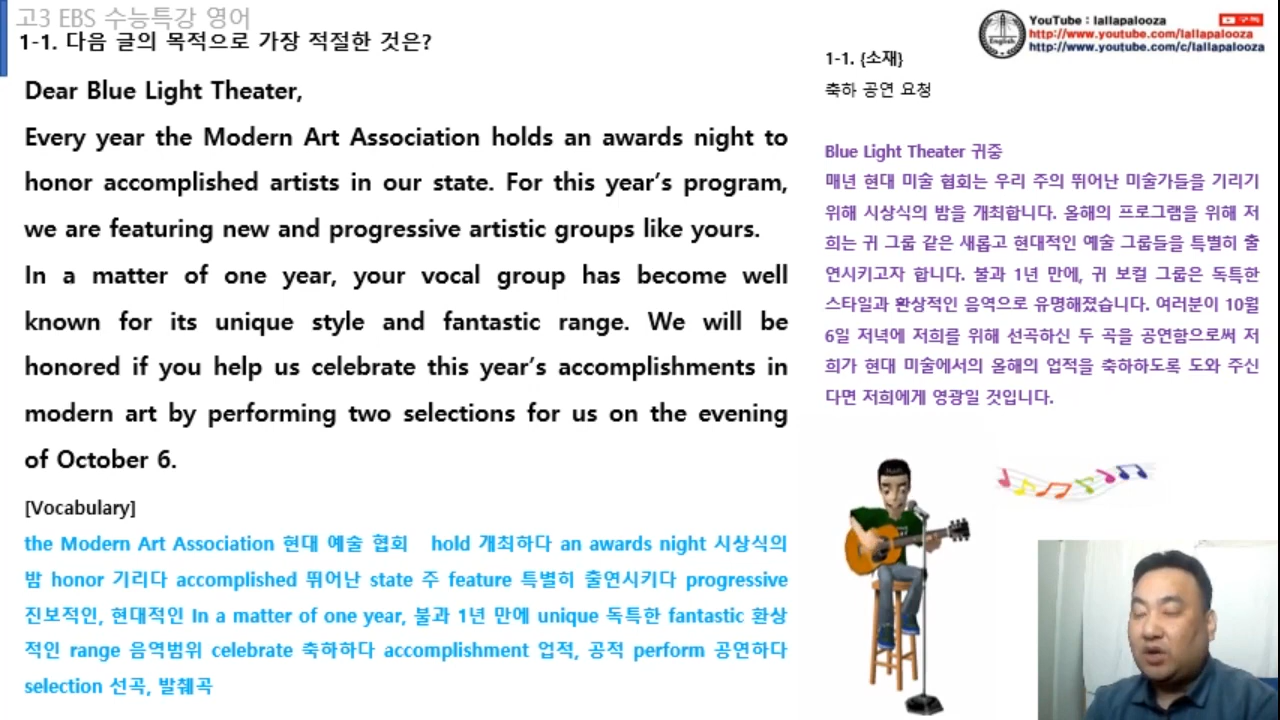 고3 EBS 수능특강 영어
1-1. 다음 글의 목적으로 가장 적절한 것은?
Dear Blue Light Theater,
Every year the Modern Art Association holds an awards night to
honor accomplished artists in our state. For this year's program,
we are featuring new and progressive artistic groups like yours.
In a matter of one year, your vocal group has become well
known for its unique style and fantastic range. We will be
honored if you help us celebrate this year's accomplishments in
modern art by performing two selections for us on the evening
of October 6.
[Vocabulary]
the Modern Art Association 현대 예술 협회 hold 개최하다 an awards night 시상식의
밤 honor 기리다 accomplished 뛰어난 state 주 feature 특별히 출연시키다 progressive
진보적인, 현대적인 In a matter of one year, 불과 1년 만에 unique 독특한 fantastic 환상
적인 range 음역범위 celebrate 축하하다 accomplishment 업적, 공적 perform 공연하다
selection 선곡, 발췌곡
English
YouTube : lallapalooza
구독
http://www.youtube.com/lallapalooza
http://www.youtube.com/c/lallapalooza
1-1. {소재}
축하 공연 요청
Blue Light Theater 귀중
매년 현대 미술 협회는 우리 주의 뛰어난 미술가들을 기리기
위해 시상식의 밤을 개최합니다. 올해의 프로그램을 위해 저
희는 귀 그룹 같은 새롭고 현대적인 예술 그룹들을 특별히 출
연시키고자 합니다. 불과 1년 만에, 귀 보컬 그룹은 독특한
스타일과 환상적인 음역으로 유명해졌습니다. 여러분이 10월
6일 저녁에 저희를 위해 선곡하신 두 곡을 공연함으로써 저
희가 현대 미술에서의 올해의 업적을 축하하도록 도와 주신
다면 저희에게 영광일 것입니다.